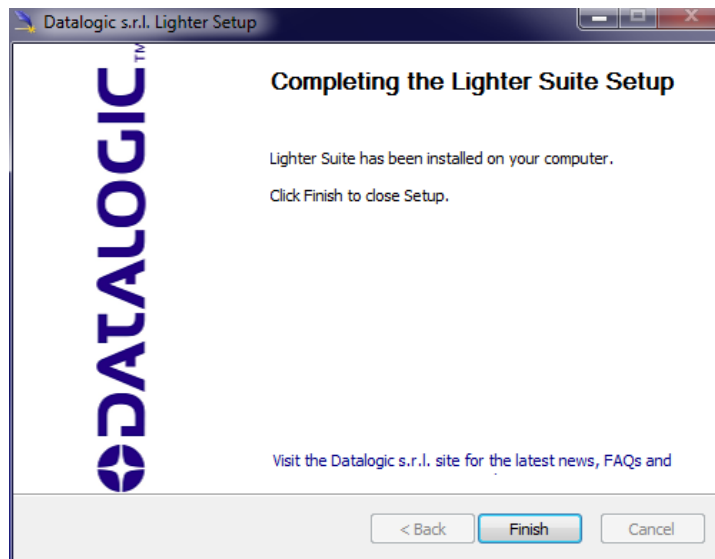 Datalogic s.r.l. Lighter Setup
DATALOGIC™
Completing the Lighter Suite Setup
Lighter Suite has been installed on your computer.
Click Finish to close Setup.
Visit the Datalogic s.r.l. site for the latest news, FAQs and
< Back
Finish
Cancel